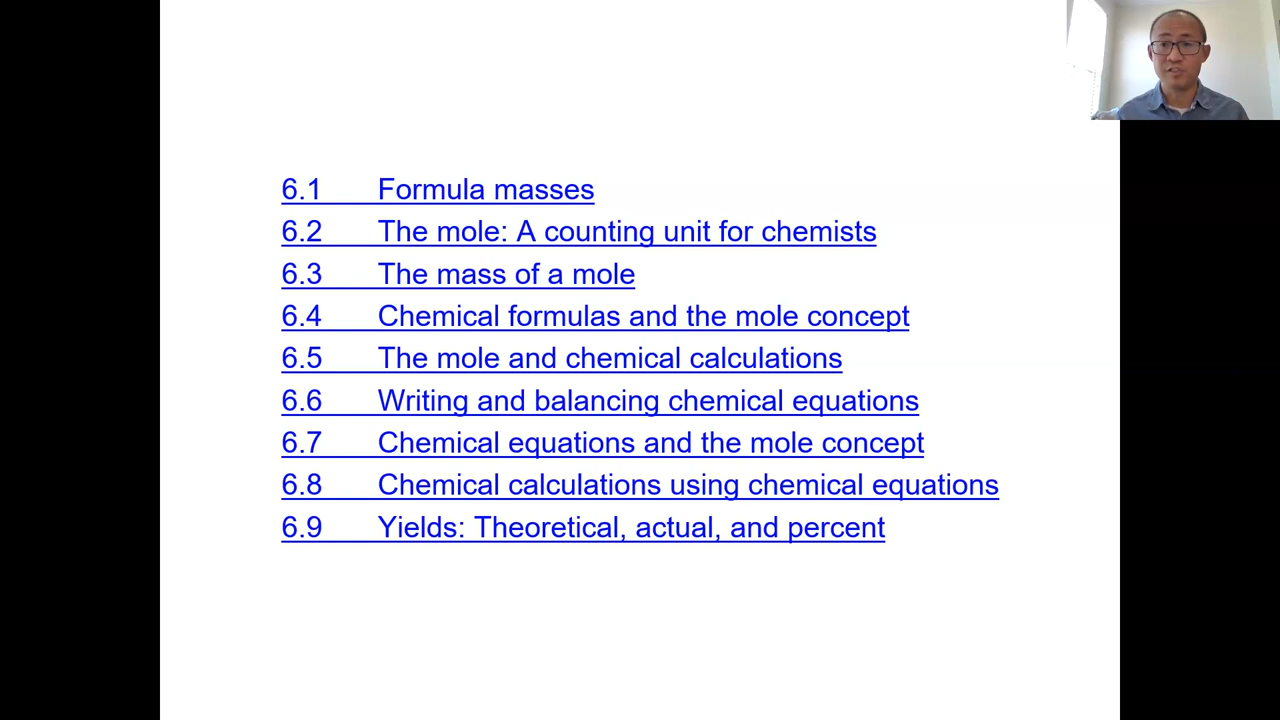 6.1 Formula masses
6.2 The mole: A counting unit for chemists
6.3 The mass of a mole
6.4 Chemical formulas and the mole concept
6.5 The mole and chemical calculations
6.6 Writing and balancing chemical equations
6.7 Chemical equations and the mole concept
6.8 Chemical calculations using chemical equations
6.9 Yields: Theoretical, actual, and percent